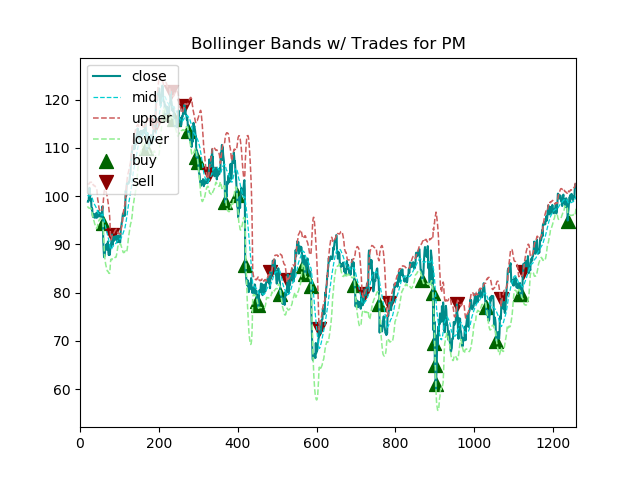 Bollinger Bands w/ Trades for PM
close
mid
upper
lower
buy
sell
120
110
100
90
80
70
60
0 200 400 600 800 1000 1200